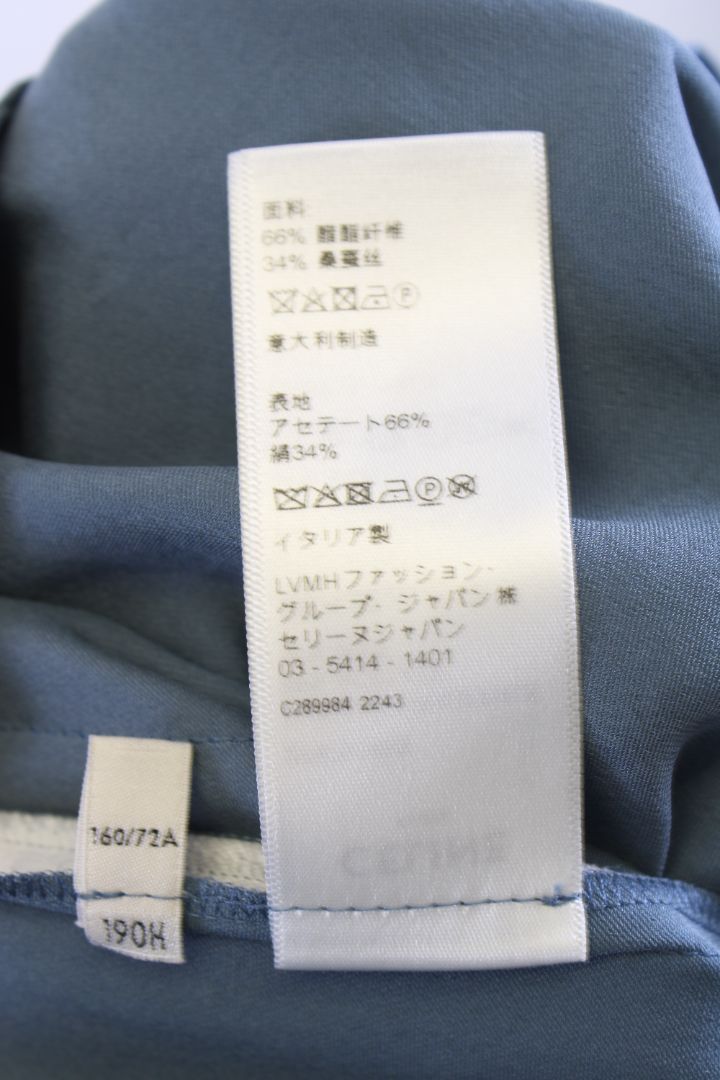 面料
66% 醋酯纤维
34% 桑蚕丝
意大利制造
表地
アセテート66%
絹34%
イタリア製
LVMHファッション・
グループ・ジャパン株
セリーヌジャパン
03 - 5414 - 1401
C289984 2243
160/72A
190H